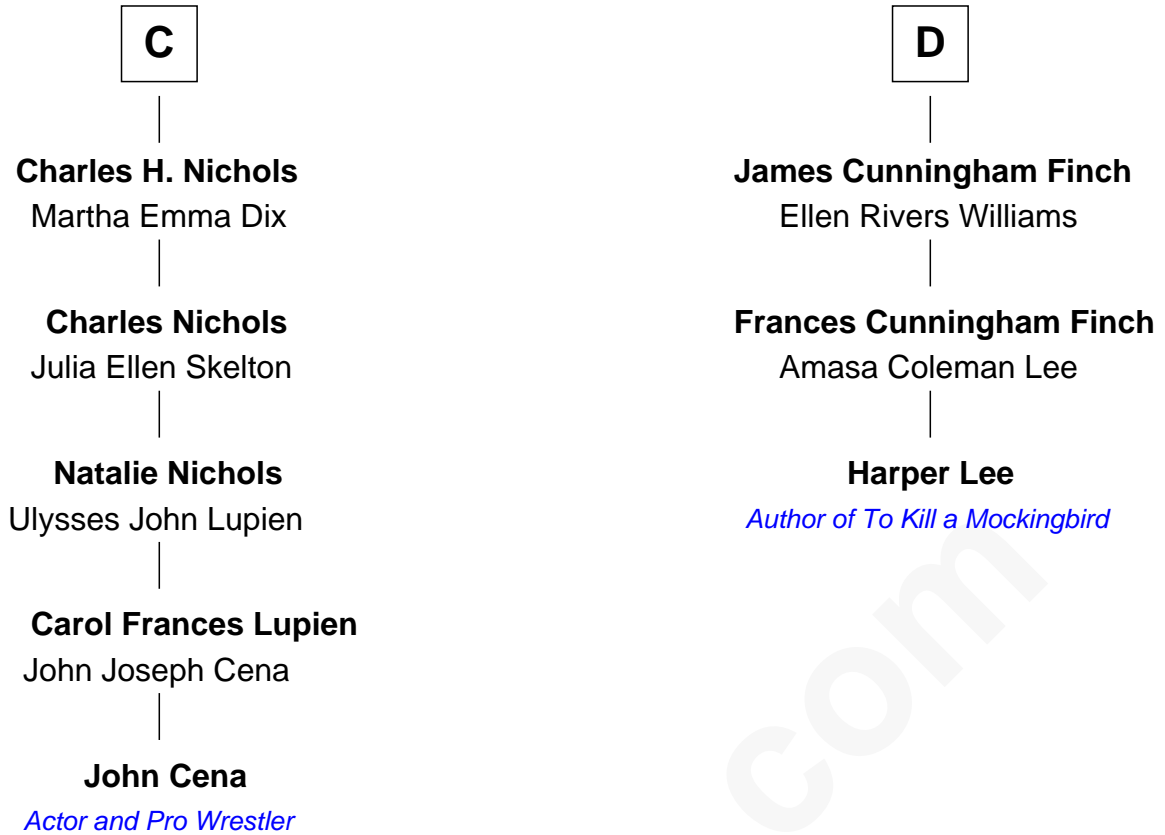 C
Charles H. Nichols
Martha Emma Dix
Charles Nichols
Julia Ellen Skelton
Natalie Nichols
Ulysses John Lupien
Carol Frances Lupien
John Joseph Cena
John Cena
Actor and Pro Wrestler
D
James Cunningham Finch
Ellen Rivers Williams
Frances Cunningham Finch
Amasa Coleman Lee
Harper Lee
Author of To Kill a Mockingbird
com